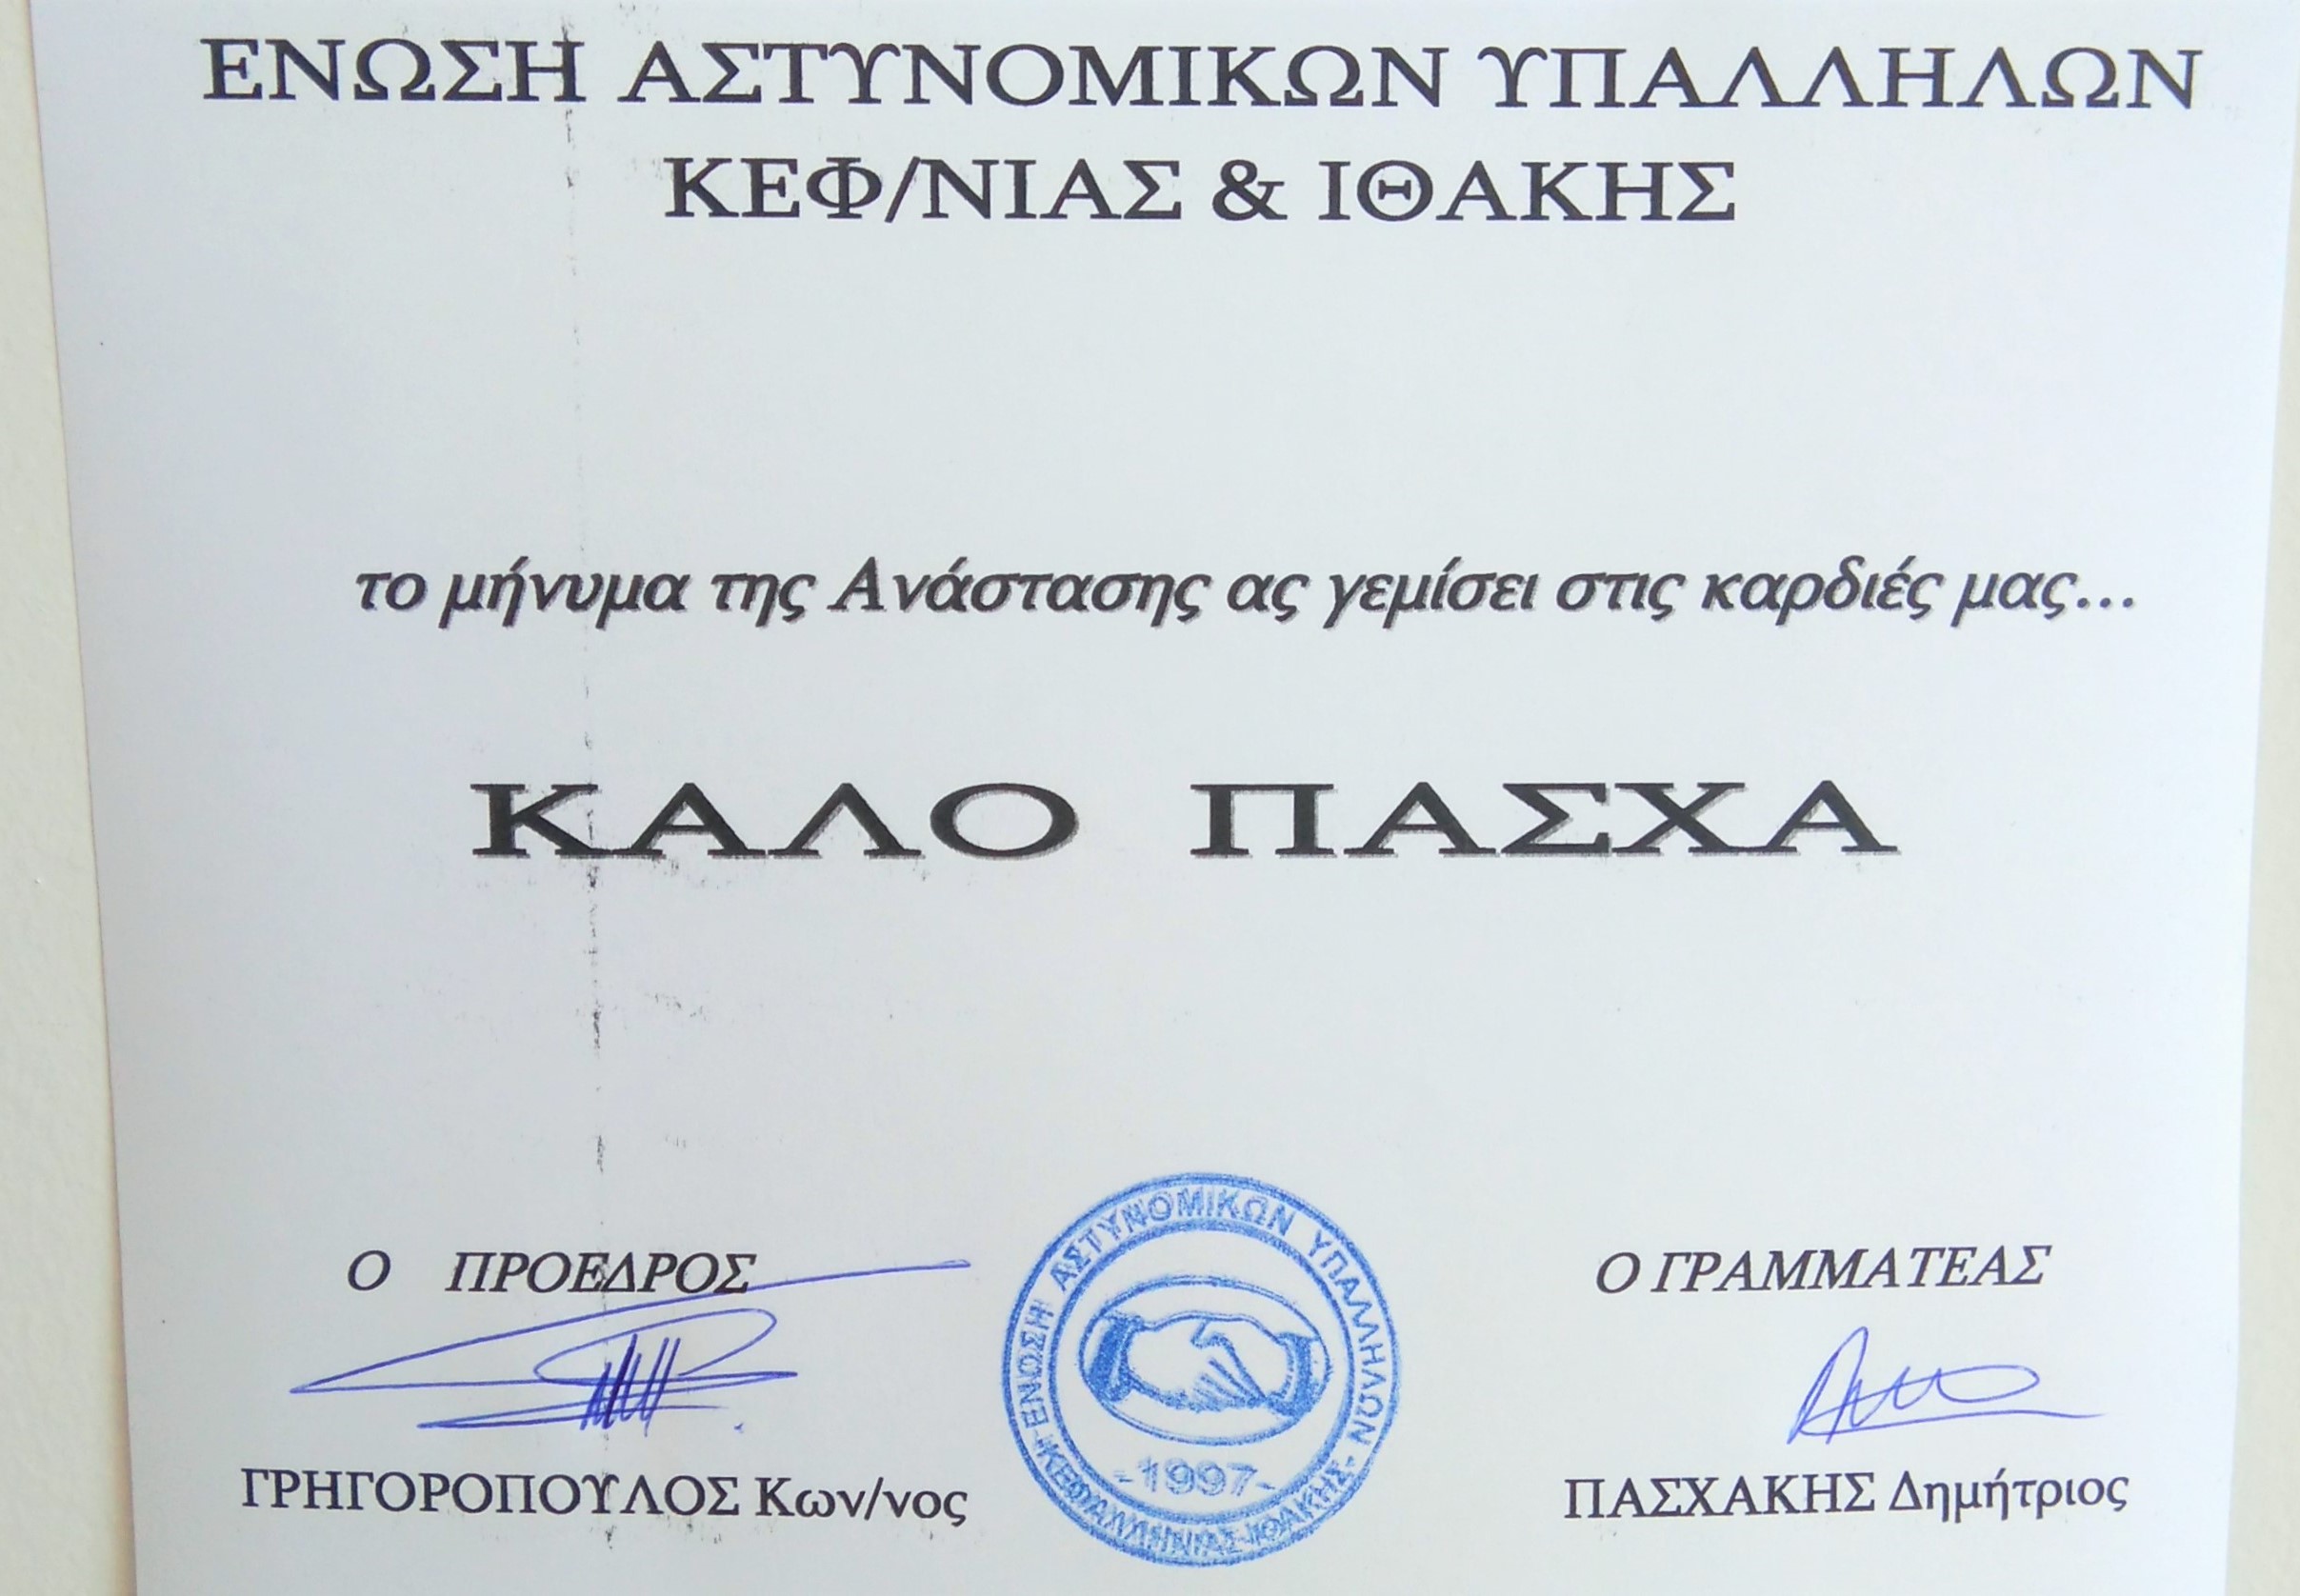 ΕΝΩΣΗ ΑΣΤΥΝΟΜΙΚΩΝ ΥΠΑΛΛΗΛΩΝ
ΚΕΦ/ΝΙΑΣ & ΙΘΑΚΗΣ
το μήνυμα της Ανάστασης ας γεμίσει στις καρδιές μας...
ΚΑΛΟ ΠΑΣΧΑ
Ο ΠΡΟΕΔΡΟΣ
Ο ΓΡΑΜΜΑΤΕΑΣ
ΕΝΩΣΗ ΑΣΤΥΝΟΜΙΚΩΝ ΥΠΑΛΛΗΛΩΝ
ΚΕΦΑΛΛΗΝΙΑΣ-ΙΘΑΚΗΣ
-1997-
ΓΡΗΓΟΡΟΠΟΥΛΟΣ Κων/νος
ΠΑΣΧΑΚΗΣ Δημήτριος